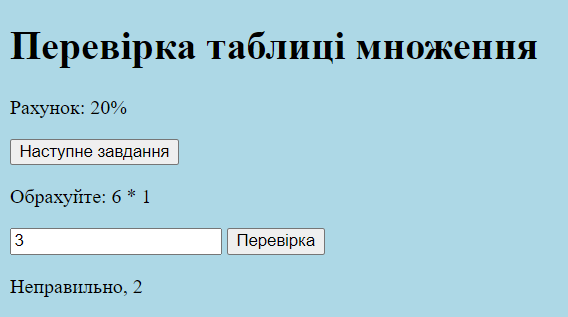 Перевірка таблиці множення
Рахунок: 20%
Наступне завдання
Обрахуйте: 6 * 1
3 Перевірка
Неправильно, 2